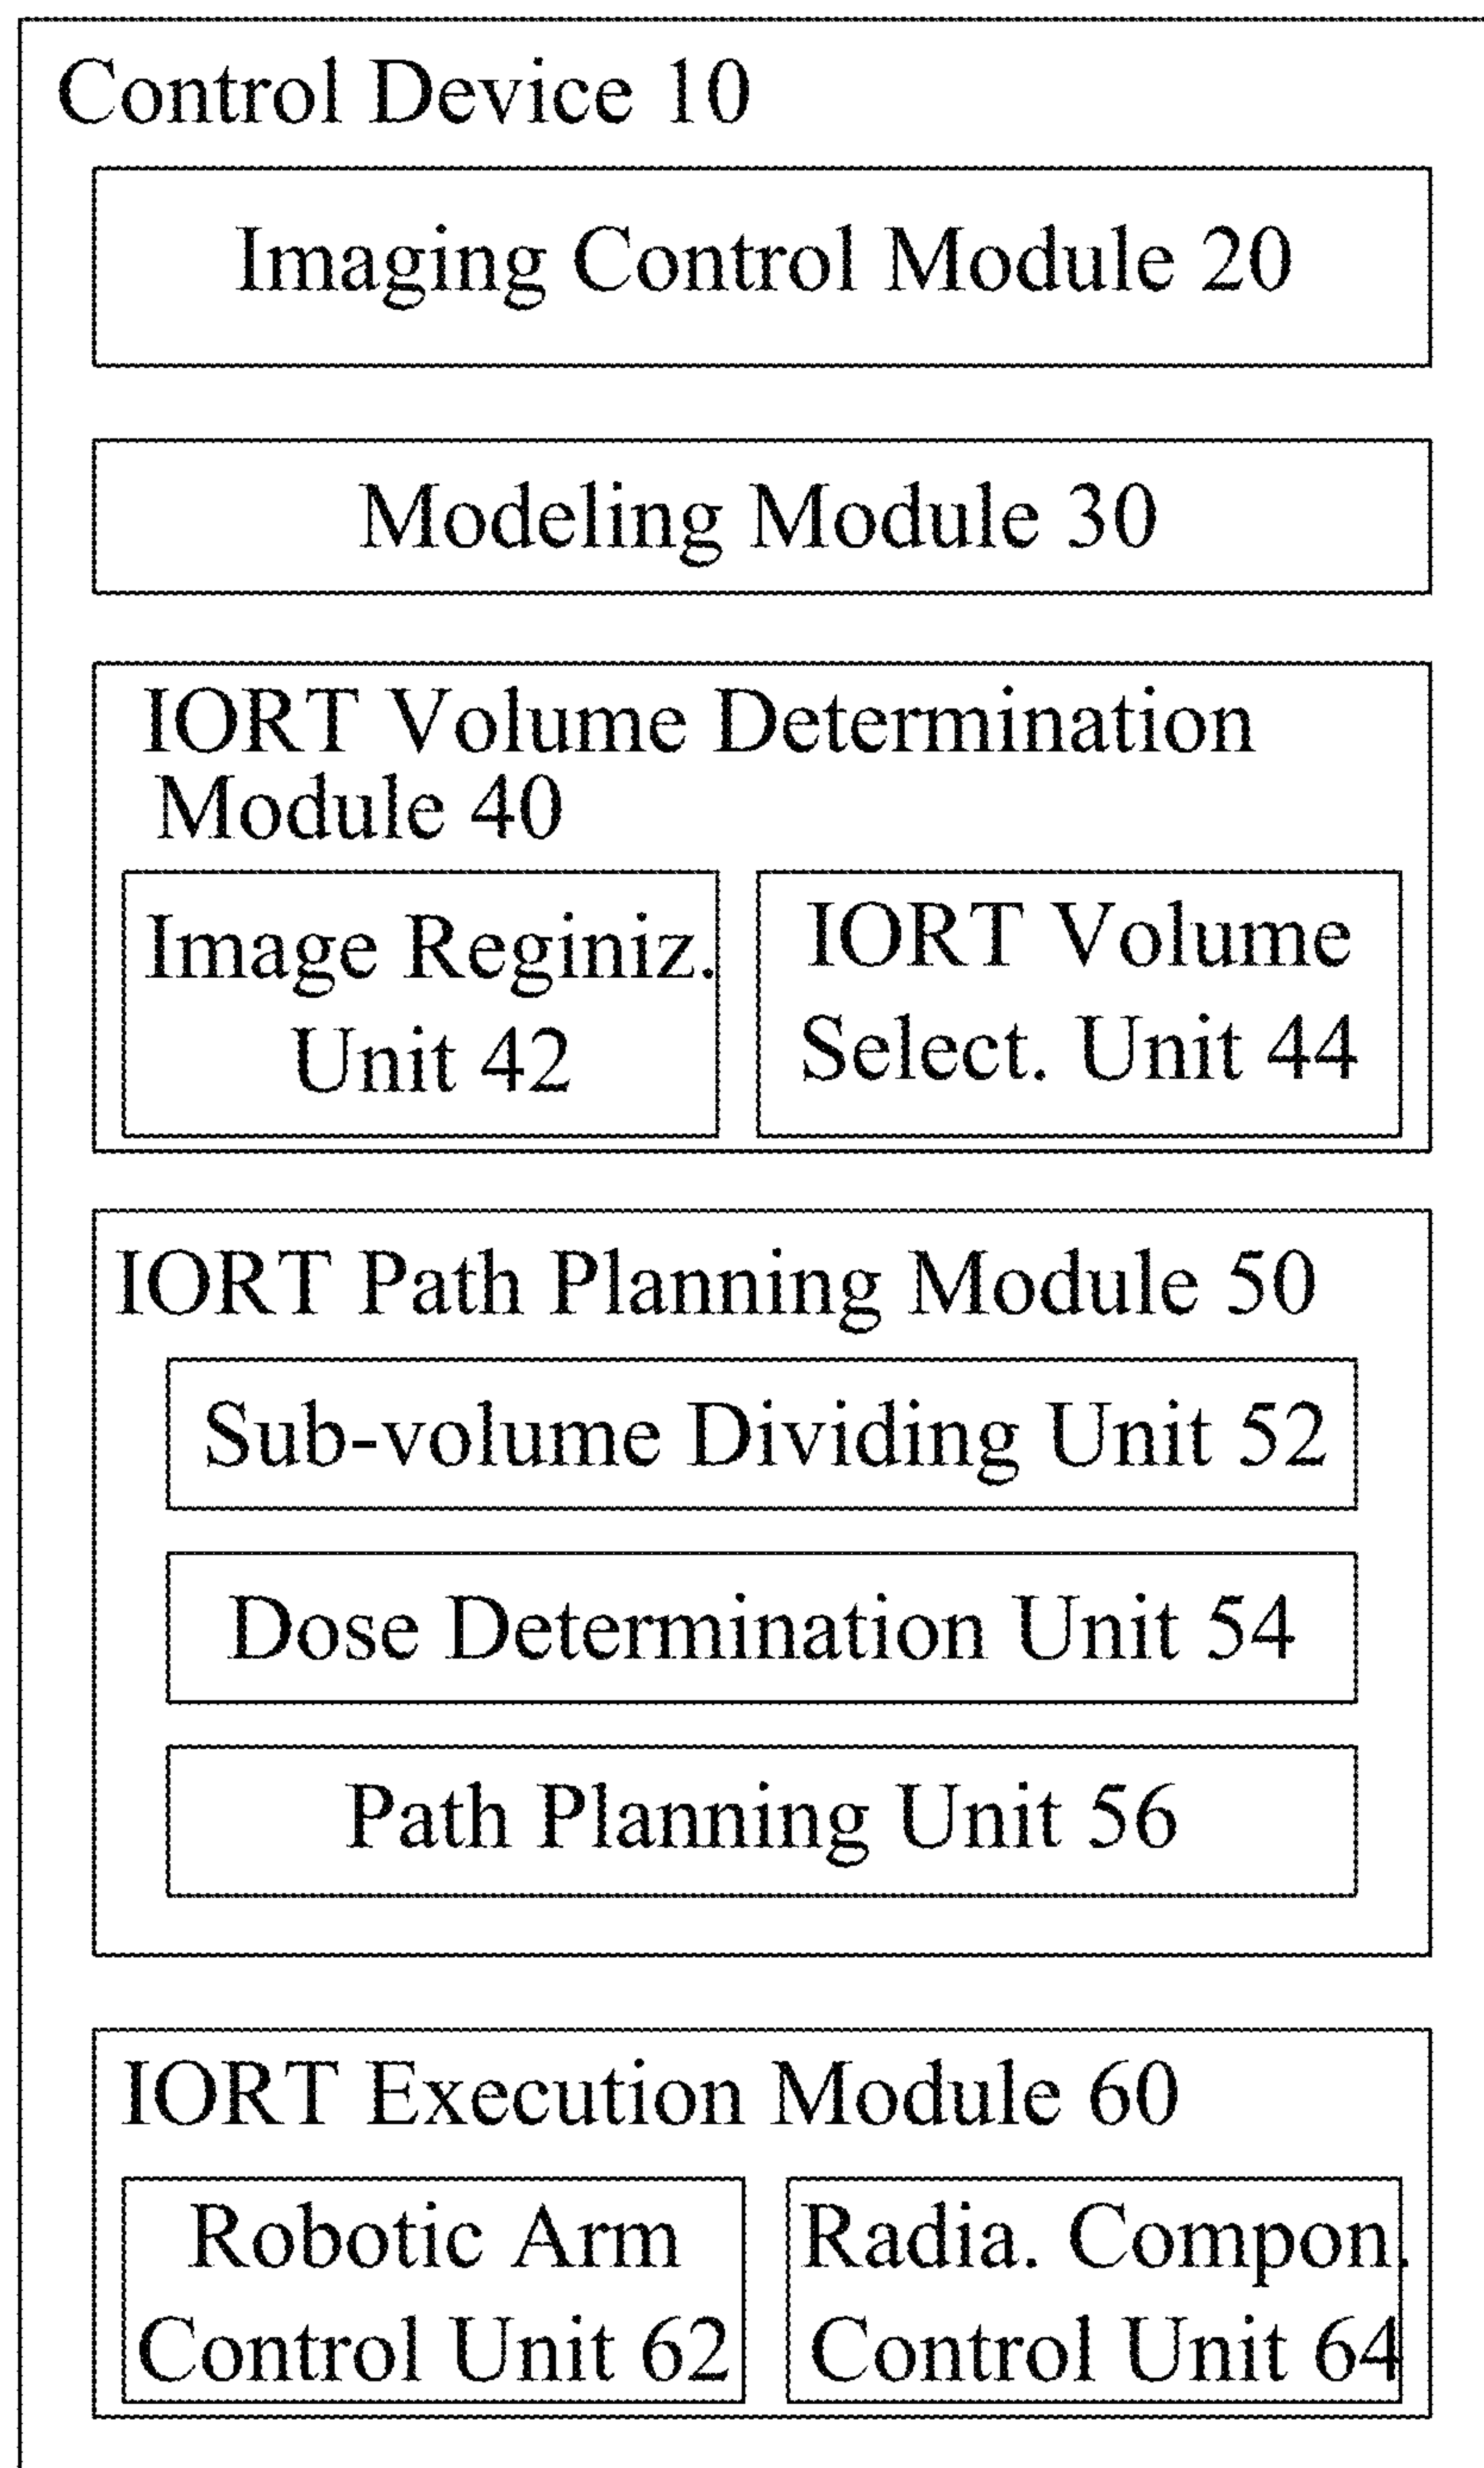 Control Device 10
Imaging Control Module 20
Modeling Module 30
IORT Volume Determination
Module 40
Image Reginiz.
Unit 42
IORT Volume
Select. Unit 44
IORT Path Planning Module 50
Sub-volume Dividing Unit 52
Dose Determination Unit 54
Path Planning Unit 56
IORT Execution Module 60
Robotic Arm
Control Unit 62
Radia. Compon.
Control Unit 64